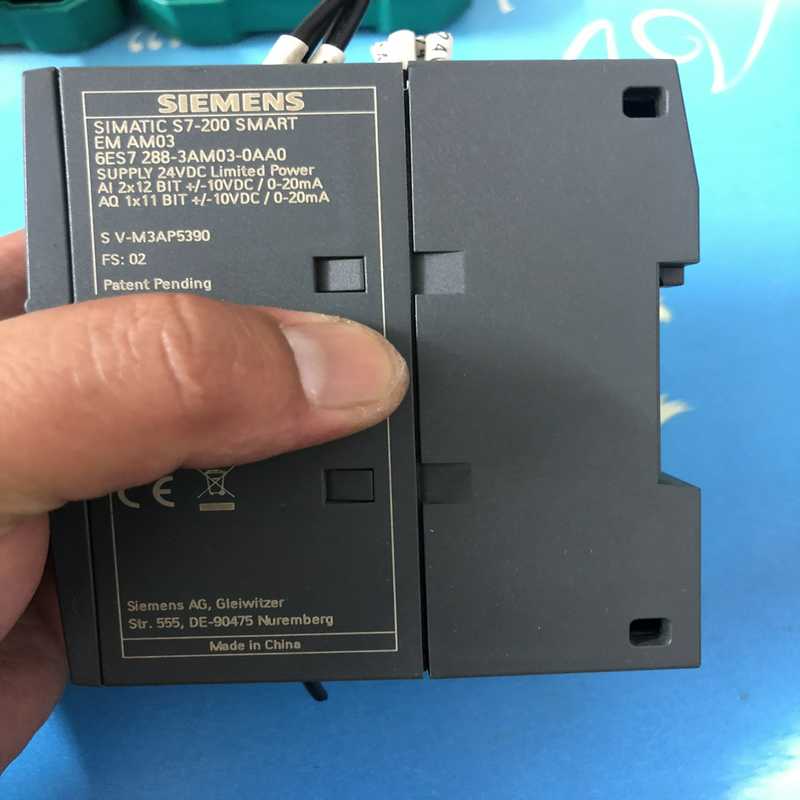 SIEMENS
SIMATIC S7-200 SMART
EM AM03
6ES7 288-3AM03-0AA0
SUPPLY 24VDC Limited Power
AI 2x12 BIT +/-10VDC / 0-20mA
AQ 1x11 BIT +/-10VDC / 0-20mA
S V-M3AP5390
FS: 02
Patent Pending
CE
Siemens AG, Gleiwitzer
Str. 555, DE-90475 Nuremberg
Made in China